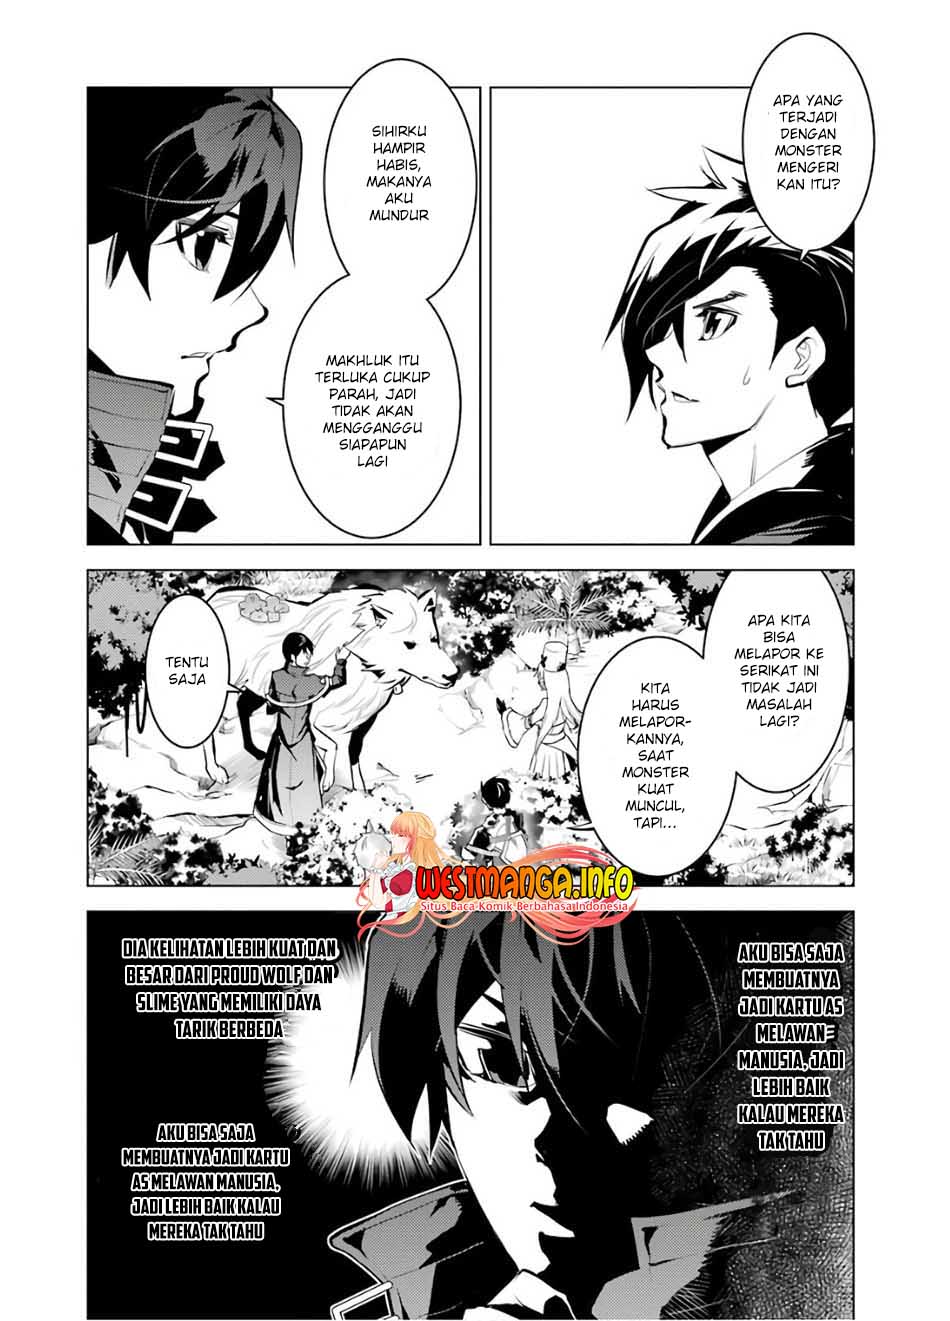 APA YANG
TERJADI
DENGAN
MONSTER
MENGERI
KAN ITU?
SIHIRKU
HAMPIR
HABIS,
MAKANYA
AKU
MUNDUR
MAKHLUK ITU
TERLUKA CUKUP
PARAH, JADI
TIDAK AKAN
MENGGANGGU
SIAPAPUN
LAGI
APA KITA
BISA
MELAPOR KE
SERIKAT INI
TIDAK JADI
MASALAH
LAGI?
KITA
HARUS
MELAPOR-
KANNYA,
SAAT
MONSTER
KUAT
MUNCUL,
TAPI...
TENTU
SAJA
WESTMANGA.INFO
SITUS BACA KOMIK BERBAHASA INDONESIA
AKU BISA SAJA
MEMBUATNYA
JADI KARTU AS
MELAWAN
MANUSIA, JADI
LEBIH BAIK
KALAU MEREKA
TAK TAHU
DIA KELIHATAN LEBIH KUAT DAN
BESAR DARI PROUD WOLF DAN
SLIME YANG MEMILIKI DAYA
TARIK BERBEDA
AKU BISA SAJA
MEMBUATNYA JADI KARTU
AS MELAWAN MANUSIA,
JADI LEBIH BAIK KALAU
MEREKA TAK TAHU